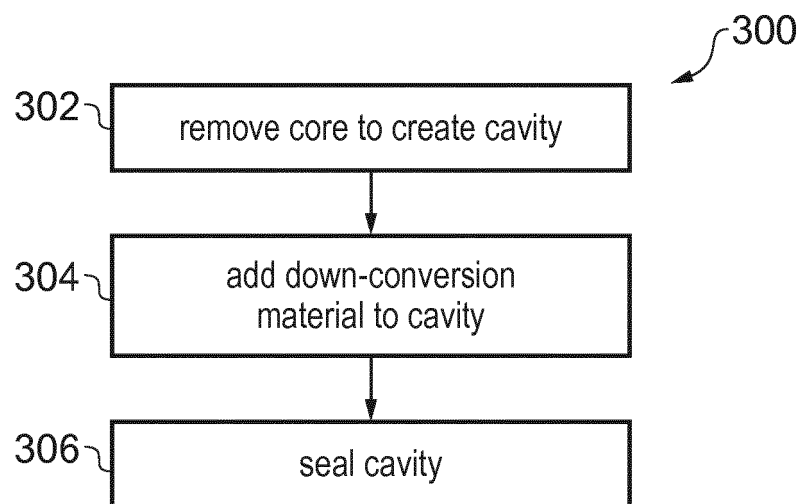 300
302
remove core to create cavity
304
add down-conversion
material to cavity
306
seal cavity